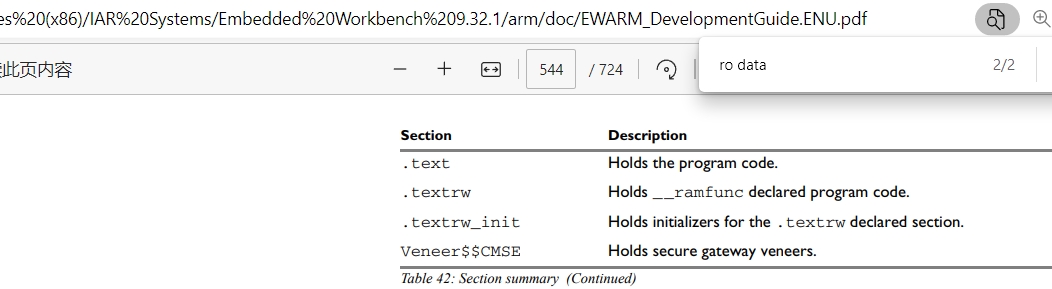 es%20(x86)/IAR%20Systems/Embedded%20Workbench%209.32.1/arm/doc/EWARM_DevelopmentGuide.ENU.pdf
此页内容
544 / 724
ro data 2/2
Section Description
.text Holds the program code.
.textrw Holds __ramfunc declared program code.
.textrw_init Holds initializers for the .textrw declared section.
Veneer$$CMSE Holds secure gateway veneers.
Table 42: Section summary (Continued)